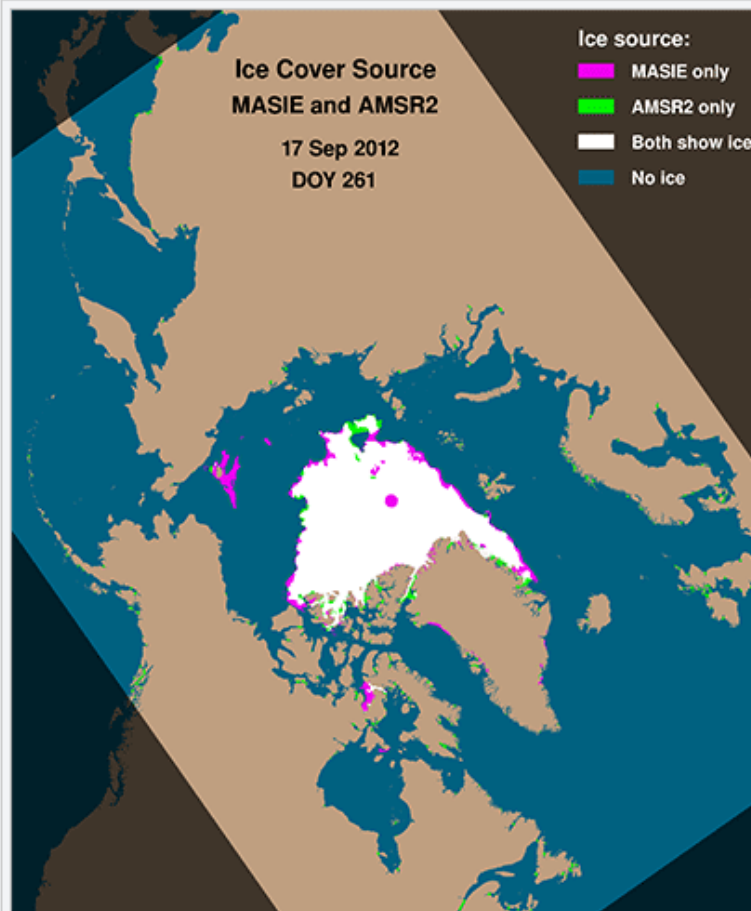 Ice Cover Source
MASIE and AMSR2
17 Sep 2012
DOY 261
Ice source:
MASIE only
AMSR2 only
Both show ice
No ice